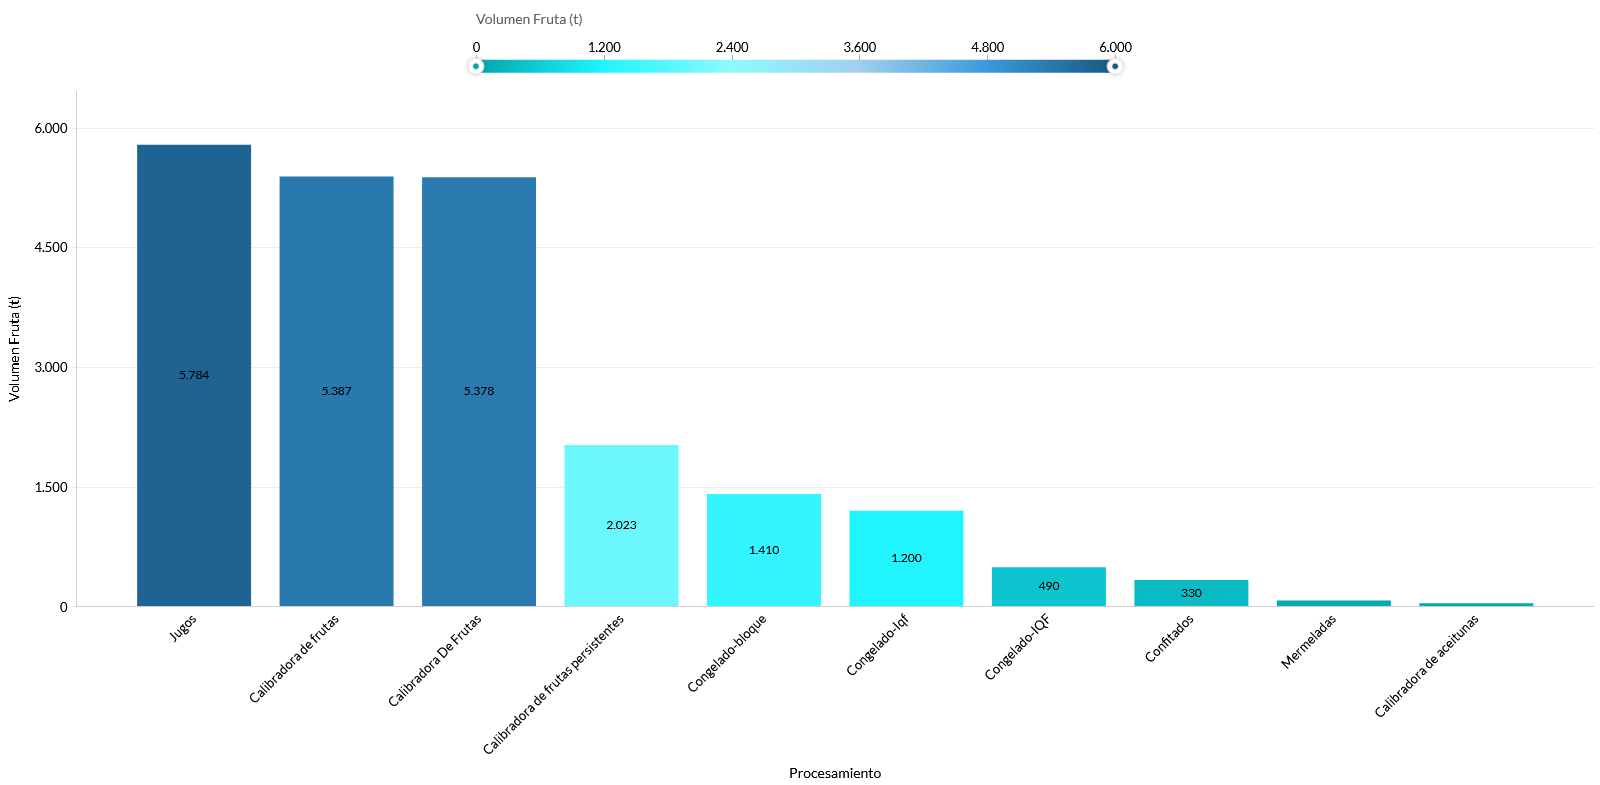 Volumen Fruta (t)
0 1.200 2.400 3.600 4.800 6.000
6.000
4.500
3.000
1.500
0
Volumen Fruta (t)
5.784
5.387
5.378
2.023
1.410
1.200
490
330
Jugos
Calibradora de frutas
Calibradora De Frutas
Calibradora de frutas persistentes
Congelado-bloque
Congelado-Iqf
Congelado-IQF
Confitados
Mermeladas
Calibradora de aceitunas
Procesamiento